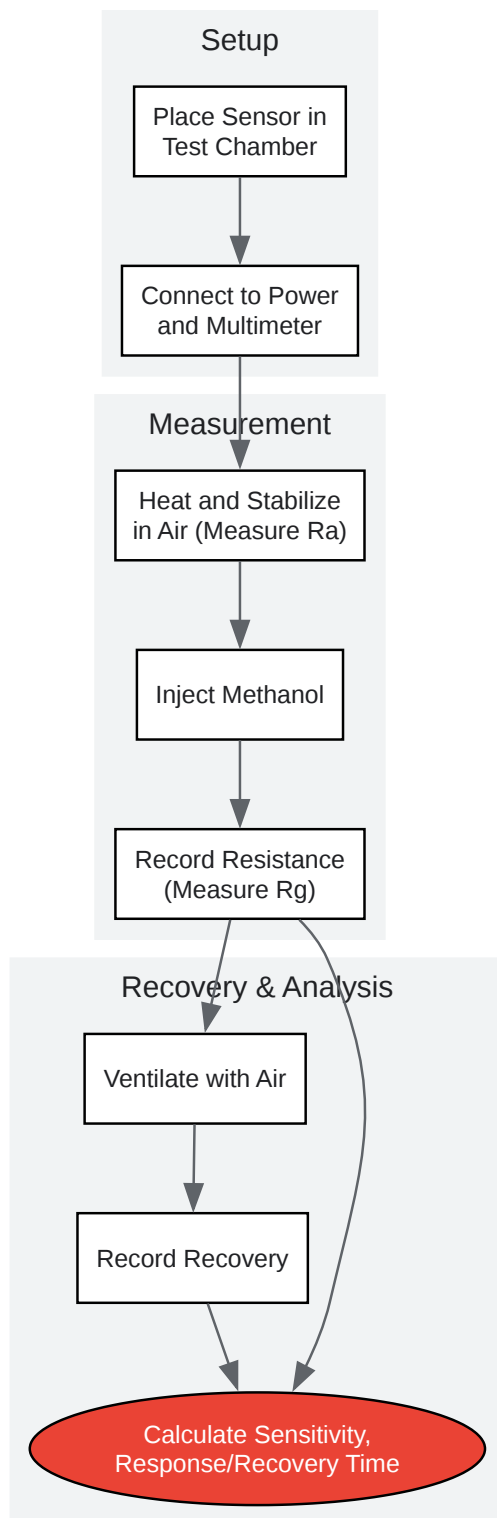 Setup
Place Sensor in
Test Chamber
Connect to Power
and Multimeter
Measurement
Heat and Stabilize
in Air (Measure Ra)
Inject Methanol
Record Resistance
(Measure Rg)
Recovery & Analysis
Ventilate with Air
Record Recovery
Calculate Sensitivity,
Response/Recovery Time